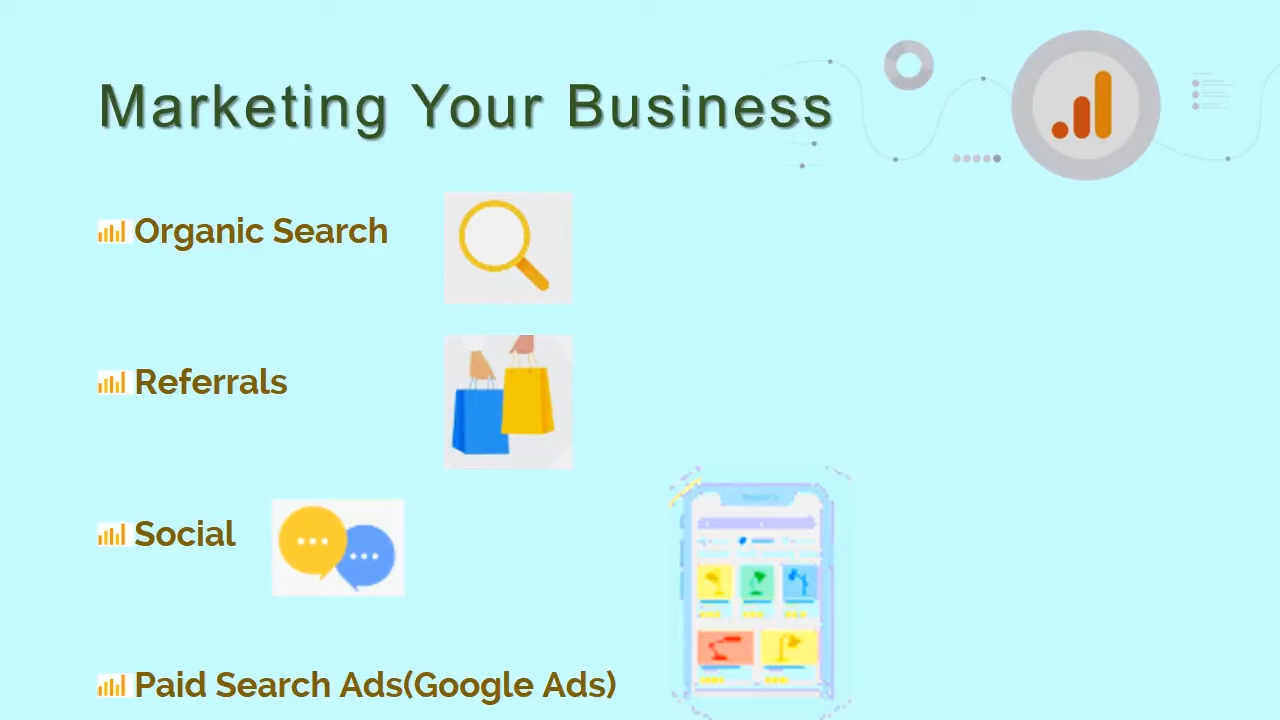 Marketing Your Business
Organic Search
Referrals
Social
Paid Search Ads(Google Ads)